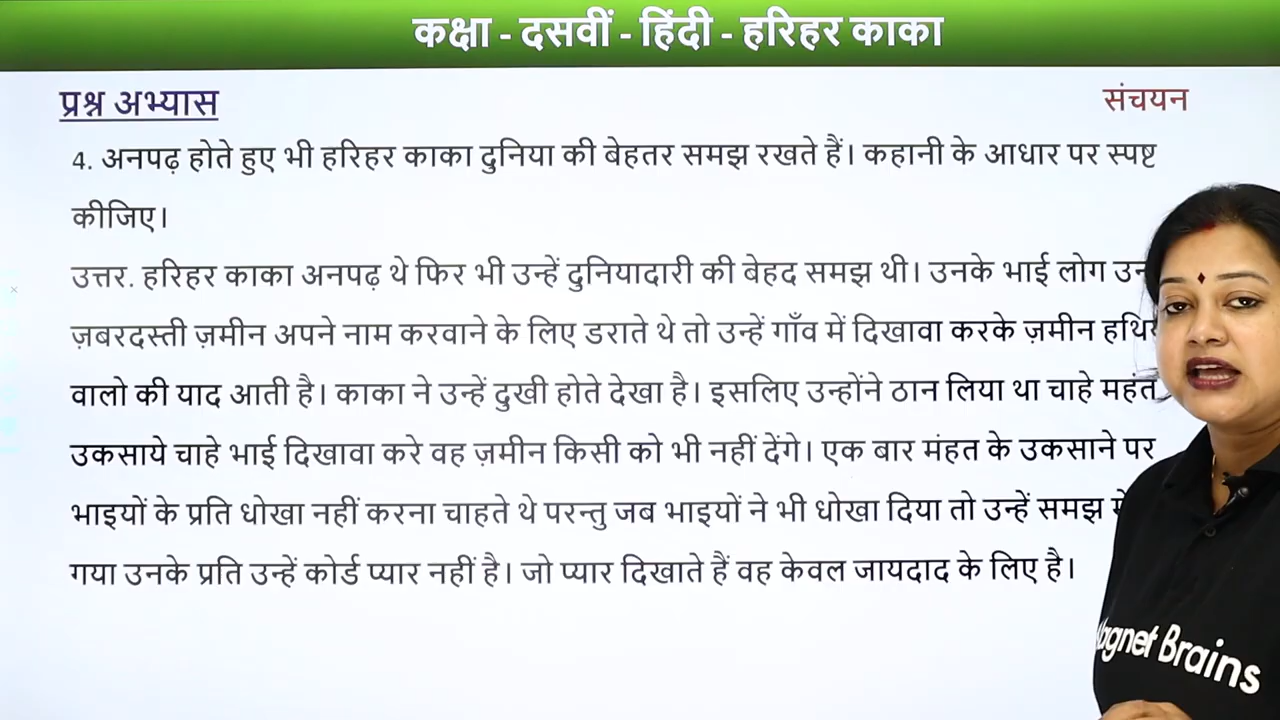 कक्षा - दसवीं - हिंदी - हरिहर काका
प्रश्न अभ्यास
संचयन
4. अनपढ़ होते हुए भी हरिहर काका दुनिया की बेहतर समझ रखते हैं। कहानी के आधार पर स्पष्ट
कीजिए।
उत्तर. हरिहर काका अनपढ़ थे फिर भी उन्हें दुनियादारी की बेहद समझ थी। उनके भाई लोग
ज़बरदस्ती ज़मीन अपने नाम करवाने के लिए डराते थे तो उन्हें गाँव में दिखावा करके ज़मीन
वालो की याद आती है। काका ने उन्हें दुखी होते देखा है। इसलिए उन्होंने ठान लिया था चाहे महंत
उकसाये चाहे भाई दिखावा करे वह ज़मीन किसी को भी नहीं देंगे। एक बार मंहत के उकसाने पर
भाइयों के प्रति धोखा नहीं करना चाहते थे परन्तु जब भाइयों ने भी धोखा दिया तो उन्हें समझ
गया उनके प्रति उन्हें कोर्ड प्यार नहीं है। जो प्यार दिखाते हैं वह केवल जायदाद के लिए है।
Brains